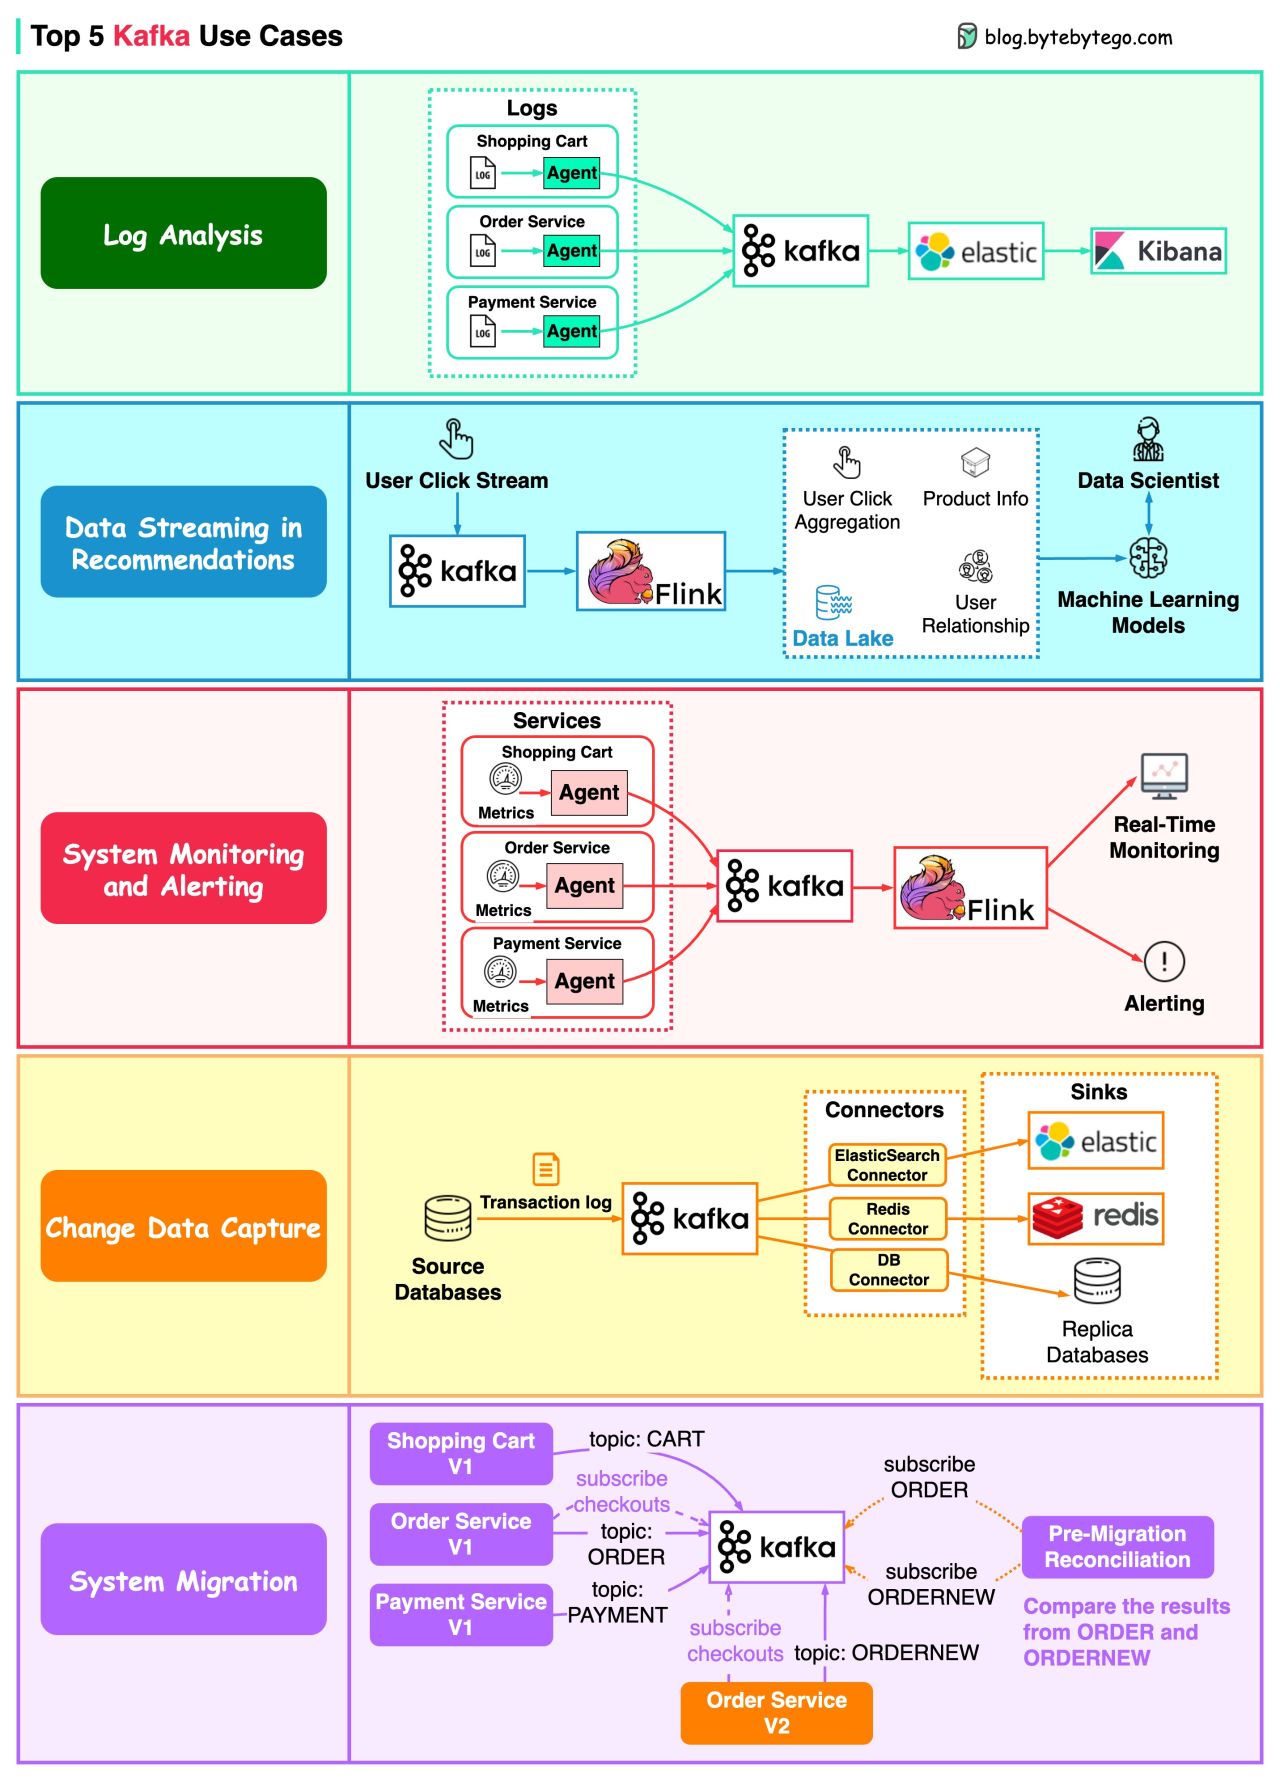 Top 5 Kafka Use Cases
blog.bytebytego.com
Log Analysis
Logs
Shopping Cart
LOG
Agent
Order Service
LOG
Agent
Payment Service
LOG
Agent
kafka
elastic
Kibana
Data Streaming in
Recommendations
User Click Stream
kafka
Flink
User Click
Aggregation
Product Info
Data Lake
User
Relationship
Data Scientist
Machine Learning
Models
System Monitoring
and Alerting
Services
Shopping Cart
Metrics
Agent
Order Service
Metrics
Agent
Payment Service
Metrics
Agent
kafka
Flink
Real-Time
Monitoring
!
Alerting
Change Data Capture
Source
Databases
Transaction log
kafka
Connectors
ElasticSearch
Connector
Redis
Connector
DB
Connector
Sinks
elastic
redis
Replica
Databases
System Migration
Shopping Cart
V1
topic: CART
subscribe
checkouts
Order Service
V1
topic:
ORDER
Payment Service
V1
topic:
PAYMENT
kafka
subscribe
ORDER
subscribe
ORDERNEW
Pre-Migration
Reconciliation
Compare the results
from ORDER and
ORDERNEW
subscribe
checkouts
topic: ORDERNEW
Order Service
V2